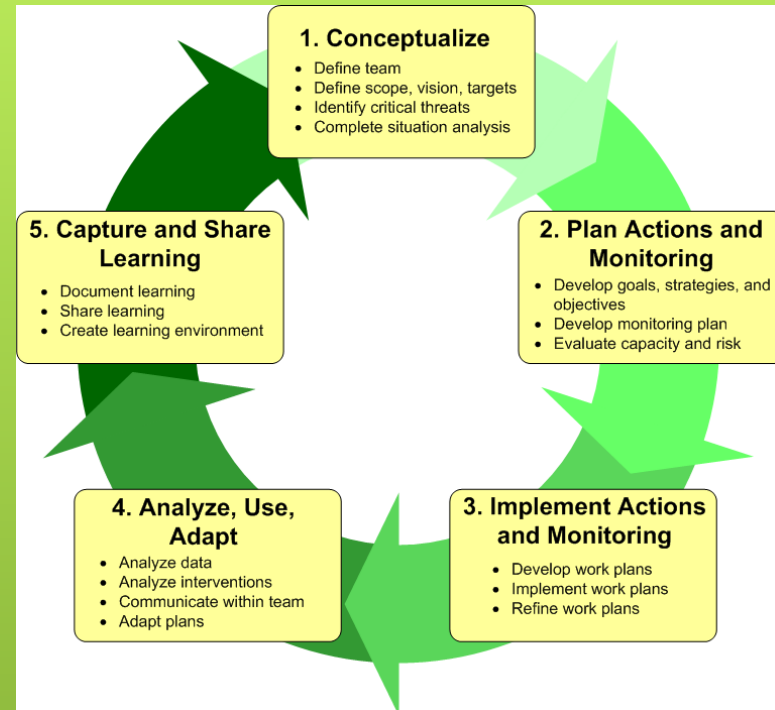 1. Conceptualize
• Define team
• Define scope, vision, targets
• Identify critical threats
• Complete situation analysis
2. Plan Actions and
Monitoring
• Develop goals, strategies, and
objectives
• Develop monitoring plan
• Evaluate capacity and risk
3. Implement Actions
and Monitoring
• Develop work plans
• Implement work plans
• Refine work plans
4. Analyze, Use,
Adapt
• Analyze data
• Analyze interventions
• Communicate within team
• Adapt plans
5. Capture and Share
Learning
• Document learning
• Share learning
• Create learning environment